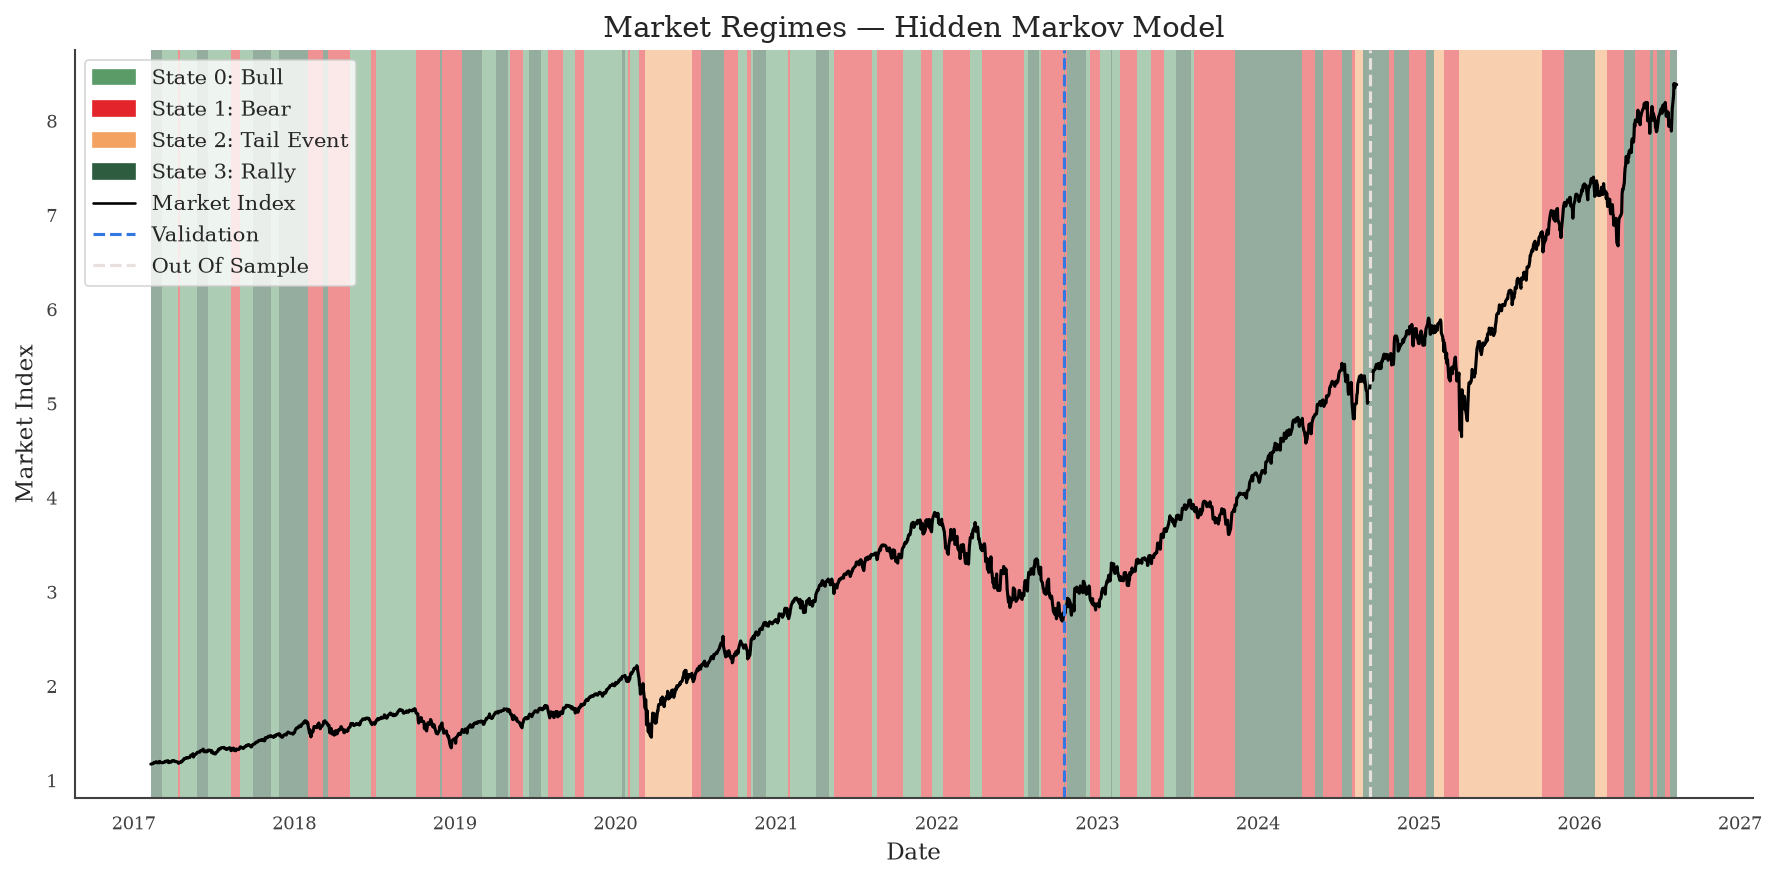 Market Regimes — Hidden Markov Model
State 0: Bull
State 1: Bear
State 2: Tail Event
State 3: Rally
Market Index
Validation
Out Of Sample
Market Index
8
7
6
5
4
3
2
1
2017 2018 2019 2020 2021 2022 2023 2024 2025 2026 2027
Date